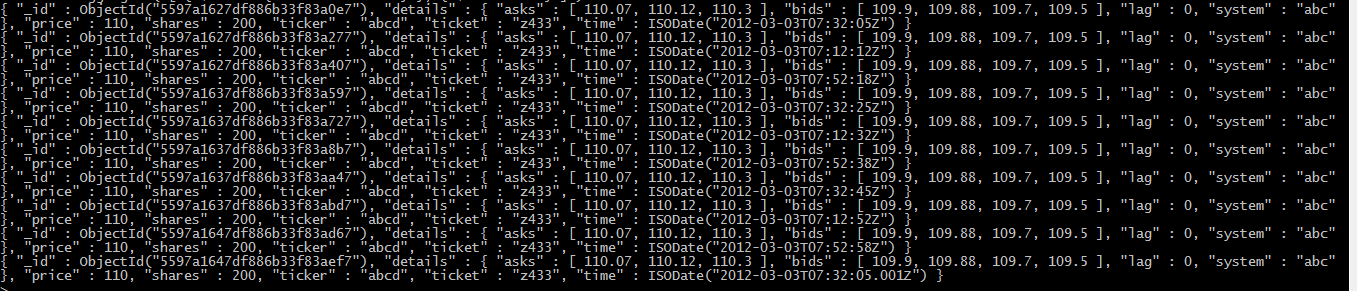 { "_id" : ObjectId("5597a1627df886b33f83a0e7"), "details" : { "asks" : [ 110.07, 110.12, 110.3 ], "bids" : [ 109.9, 109.88, 109.7, 109.5 ], "lag" : 0, "system" : "abc"
}, "price" : 110, "shares" : 200, "ticker" : "abcd", "ticket" : "z433", "time" : ISODate("2012-03-03T07:32:05Z") }
{ "_id" : ObjectId("5597a1627df886b33f83a277"), "details" : { "asks" : [ 110.07, 110.12, 110.3 ], "bids" : [ 109.9, 109.88, 109.7, 109.5 ], "lag" : 0, "system" : "abc"
}, "price" : 110, "shares" : 200, "ticker" : "abcd", "ticket" : "z433", "time" : ISODate("2012-03-03T07:12:12Z") }
{ "_id" : ObjectId("5597a1627df886b33f83a407"), "details" : { "asks" : [ 110.07, 110.12, 110.3 ], "bids" : [ 109.9, 109.88, 109.7, 109.5 ], "lag" : 0, "system" : "abc"
}, "price" : 110, "shares" : 200, "ticker" : "abcd", "ticket" : "z433", "time" : ISODate("2012-03-03T07:52:18Z") }
{ "_id" : ObjectId("5597a1637df886b33f83a597"), "details" : { "asks" : [ 110.07, 110.12, 110.3 ], "bids" : [ 109.9, 109.88, 109.7, 109.5 ], "lag" : 0, "system" : "abc"
}, "price" : 110, "shares" : 200, "ticker" : "abcd", "ticket" : "z433", "time" : ISODate("2012-03-03T07:32:25Z") }
{ "_id" : ObjectId("5597a1637df886b33f83a727"), "details" : { "asks" : [ 110.07, 110.12, 110.3 ], "bids" : [ 109.9, 109.88, 109.7, 109.5 ], "lag" : 0, "system" : "abc"
}, "price" : 110, "shares" : 200, "ticker" : "abcd", "ticket" : "z433", "time" : ISODate("2012-03-03T07:12:32Z") }
{ "_id" : ObjectId("5597a1637df886b33f83a8b7"), "details" : { "asks" : [ 110.07, 110.12, 110.3 ], "bids" : [ 109.9, 109.88, 109.7, 109.5 ], "lag" : 0, "system" : "abc"
}, "price" : 110, "shares" : 200, "ticker" : "abcd", "ticket" : "z433", "time" : ISODate("2012-03-03T07:52:38Z") }
{ "_id" : ObjectId("5597a1637df886b33f83aa47"), "details" : { "asks" : [ 110.07, 110.12, 110.3 ], "bids" : [ 109.9, 109.88, 109.7, 109.5 ], "lag" : 0, "system" : "abc"
}, "price" : 110, "shares" : 200, "ticker" : "abcd", "ticket" : "z433", "time" : ISODate("2012-03-03T07:32:45Z") }
{ "_id" : ObjectId("5597a1637df886b33f83abd7"), "details" : { "asks" : [ 110.07, 110.12, 110.3 ], "bids" : [ 109.9, 109.88, 109.7, 109.5 ], "lag" : 0, "system" : "abc"
}, "price" : 110, "shares" : 200, "ticker" : "abcd", "ticket" : "z433", "time" : ISODate("2012-03-03T07:12:52Z") }
{ "_id" : ObjectId("5597a1647df886b33f83ad67"), "details" : { "asks" : [ 110.07, 110.12, 110.3 ], "bids" : [ 109.9, 109.88, 109.7, 109.5 ], "lag" : 0, "system" : "abc"
}, "price" : 110, "shares" : 200, "ticker" : "abcd", "ticket" : "z433", "time" : ISODate("2012-03-03T07:52:58Z") }
{ "_id" : ObjectId("5597a1647df886b33f83aef7"), "details" : { "asks" : [ 110.07, 110.12, 110.3 ], "bids" : [ 109.9, 109.88, 109.7, 109.5 ], "lag" : 0, "system" : "abc"
}, "price" : 110, "shares" : 200, "ticker" : "abcd", "ticket" : "z433", "time" : ISODate("2012-03-03T07:32:05.001Z") }